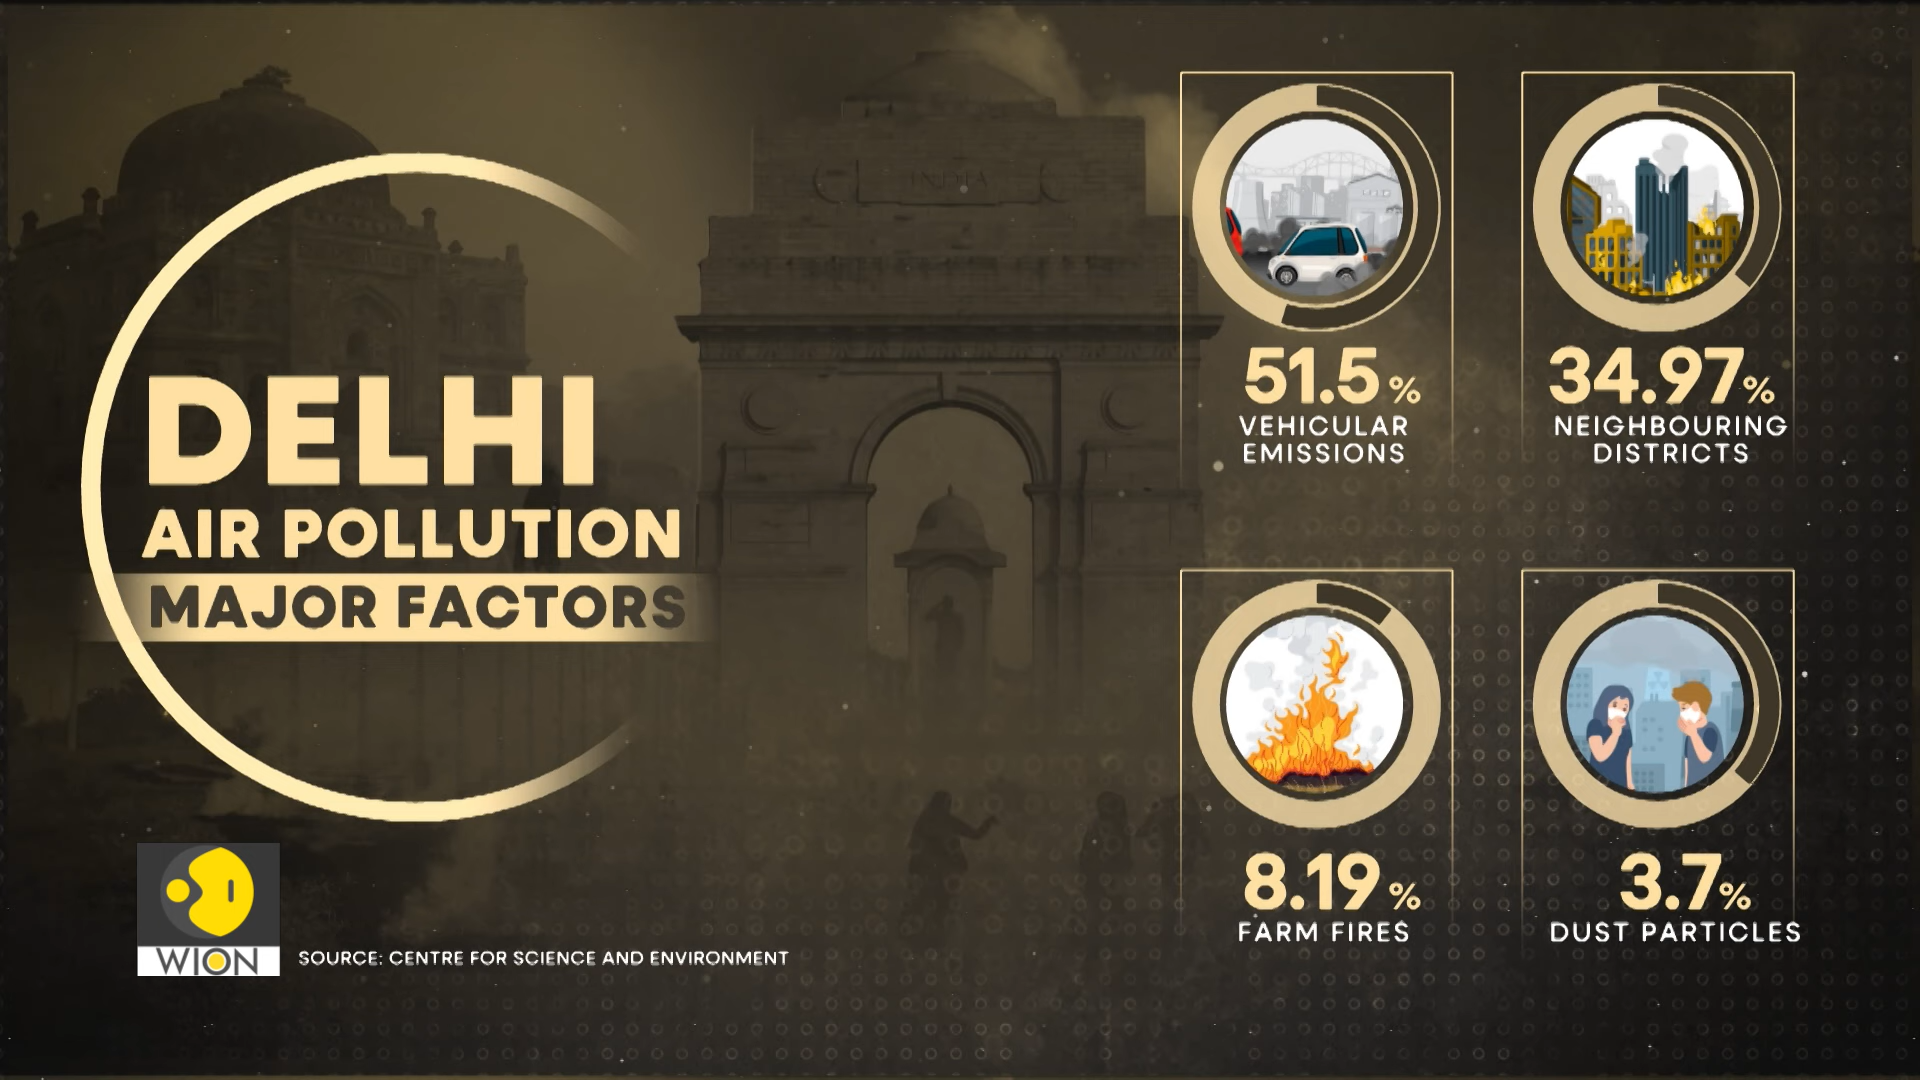 INDIA
DELHI
AIR POLLUTION
MAJOR FACTORS
51.5%
VEHICULAR
EMISSIONS
34.97%
NEIGHBOURING
DISTRICTS
8.19%
FARM FIRES
3.7%
DUST PARTICLES
WION
SOURCE: CENTRE FOR SCIENCE AND ENVIRONMENT